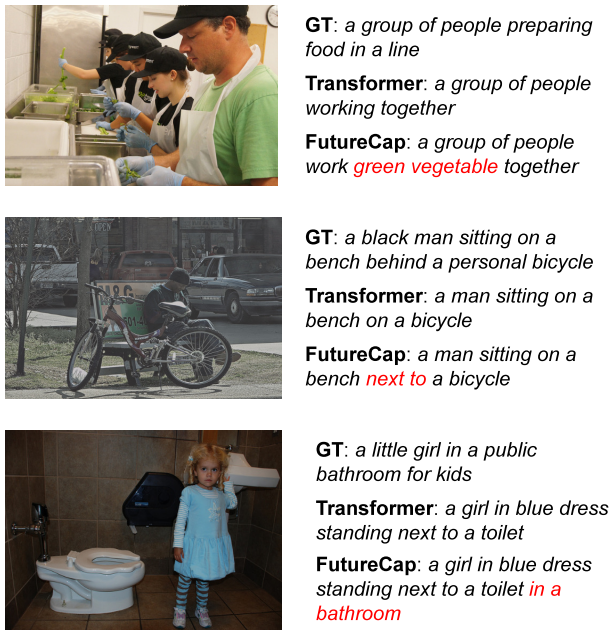 GT: a group of people preparing
food in a line
Transformer: a group of people
working together
FutureCap: a group of people
work green vegetable together
GT: a black man sitting on a
bench behind a personal bicycle
Transformer: a man sitting on a
bench on a bicycle
FutureCap: a man sitting on a
bench next to a bicycle
GT: a little girl in a public
bathroom for kids
Transformer: a girl in blue dress
standing next to a toilet
FutureCap: a girl in blue dress
standing next to a toilet in a
bathroom